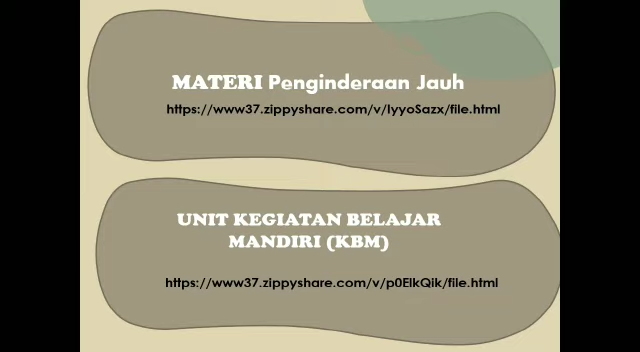 MATERI Penginderaan Jauh
https://www37.zippyshare.com/v/IyyoSazx/file.html
UNIT KEGIATAN BELAJAR
MANDIRI (KBM)
https://www37.zippyshare.com/v/p0ElkQik/file.html